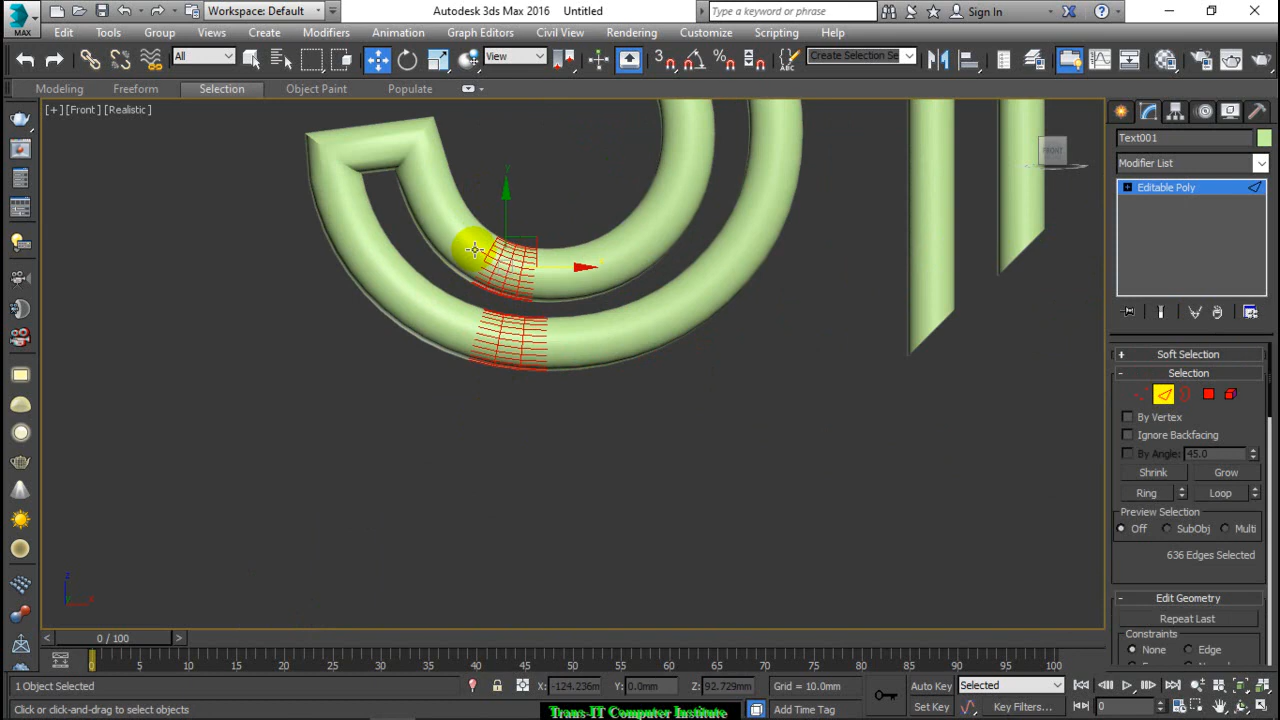 MAX
Workspace: Default
Autodesk 3ds Max 2016 Untitled
Type a keyword or phrase
Sign In
Edit Tools Group Views Create Modifiers Animation Graph Editors Civil View Rendering Customize Scripting Help
All
View
3
Create Selection Se
Modeling Freeform Selection Object Paint Populate
[+] [Front] [Realistic]
FRONT
Text001
Modifier List
Editable Poly
Soft Selection
Selection
By Vertex
Ignore Backfacing
By Angle: 45.0
Shrink Grow
Ring Loop
Preview Selection
Off SubObj Multi
636 Edges Selected
Edit Geometry
Repeat Last
Constraints
None Edge
0 / 100
0 5 10 15 20 25 30 35 40 45 50 55 60 65 70 75 80 85 90 95 100
1 Object Selected
X: -124.236m Y: 0.0mm Z: 92.729mm Grid = 10.0mm
Auto Key Selected
Click or click-and-drag to select objects
Add Time Tag
Set Key Key Filters...
0
Trans-IT Computer Institute